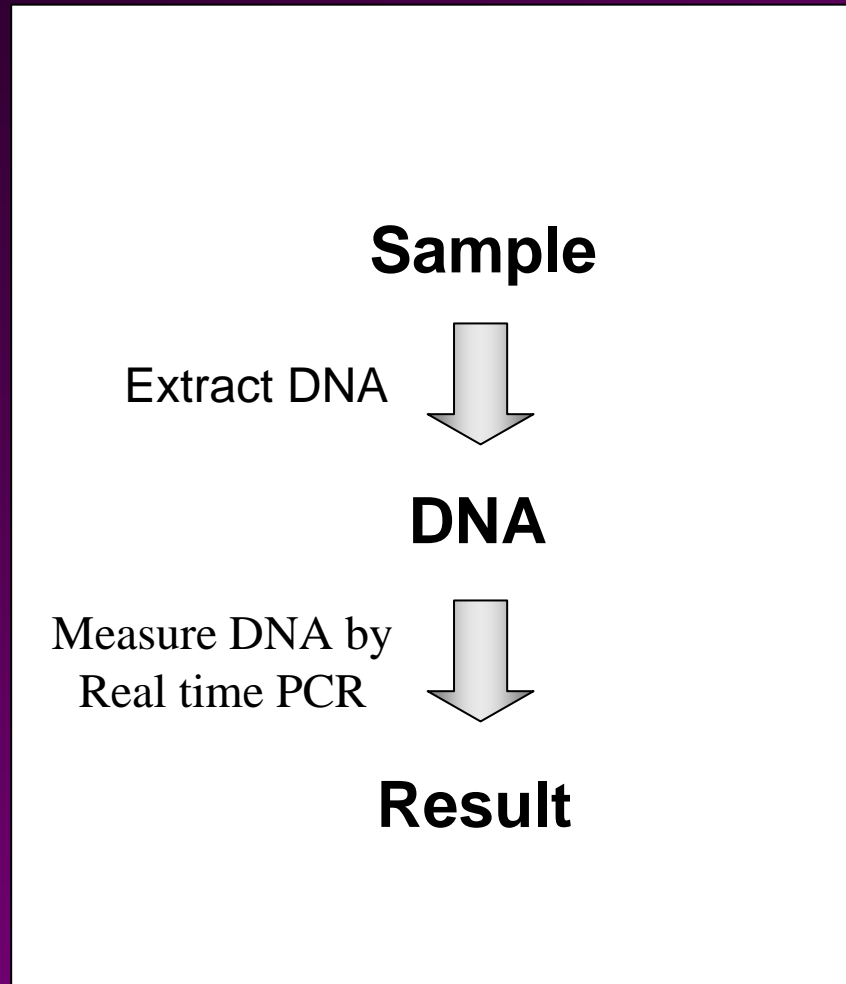 Sample
Extract DNA
DNA
Measure DNA by
Real time PCR
Result